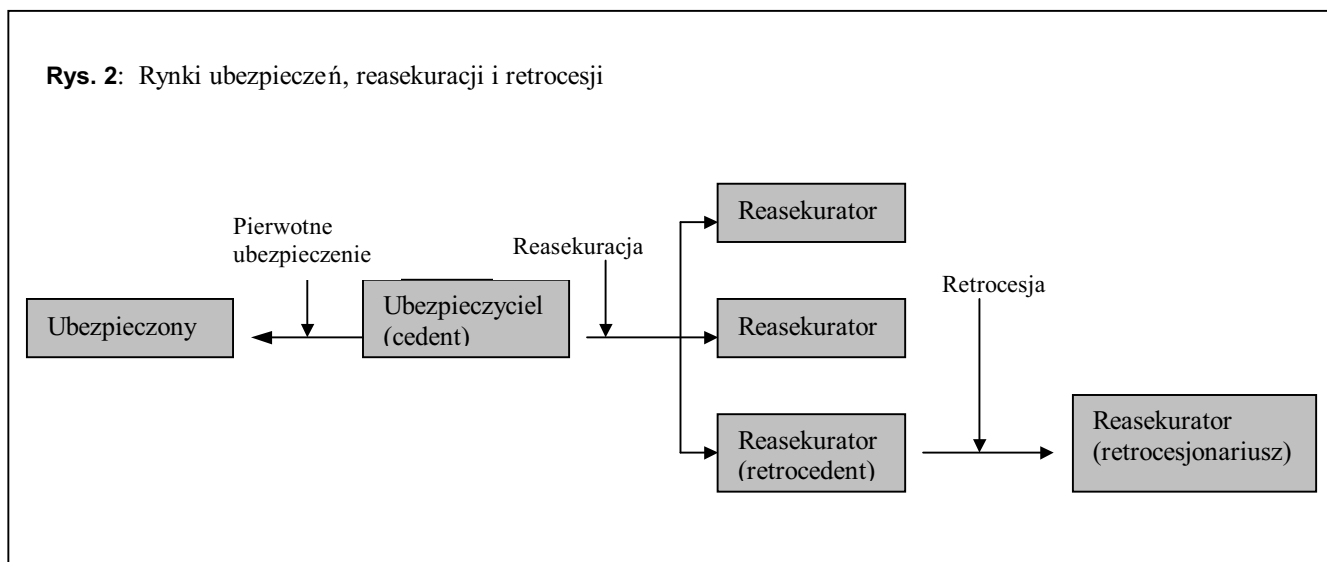 Rys. 2: Rynki ubezpieczeń, reasekuracji i retrocesji
Reasekurator
Pierwotne
ubezpieczenie
Reasekuracja
Retrocesja
Ubezpieczony
Ubezpieczyciel
(cedent)
Reasekurator
Reasekurator
(retrocedent)
Reasekurator
(retrocesjonariusz)